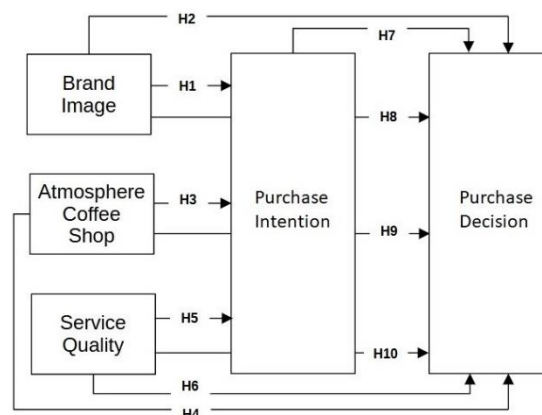 H2
H7
Brand
Image
H1
H8
Atmosphere
Coffee
Shop
H3
Purchase
Intention
H9
Purchase
Decision
Service
Quality
H5
H10
H6
H4